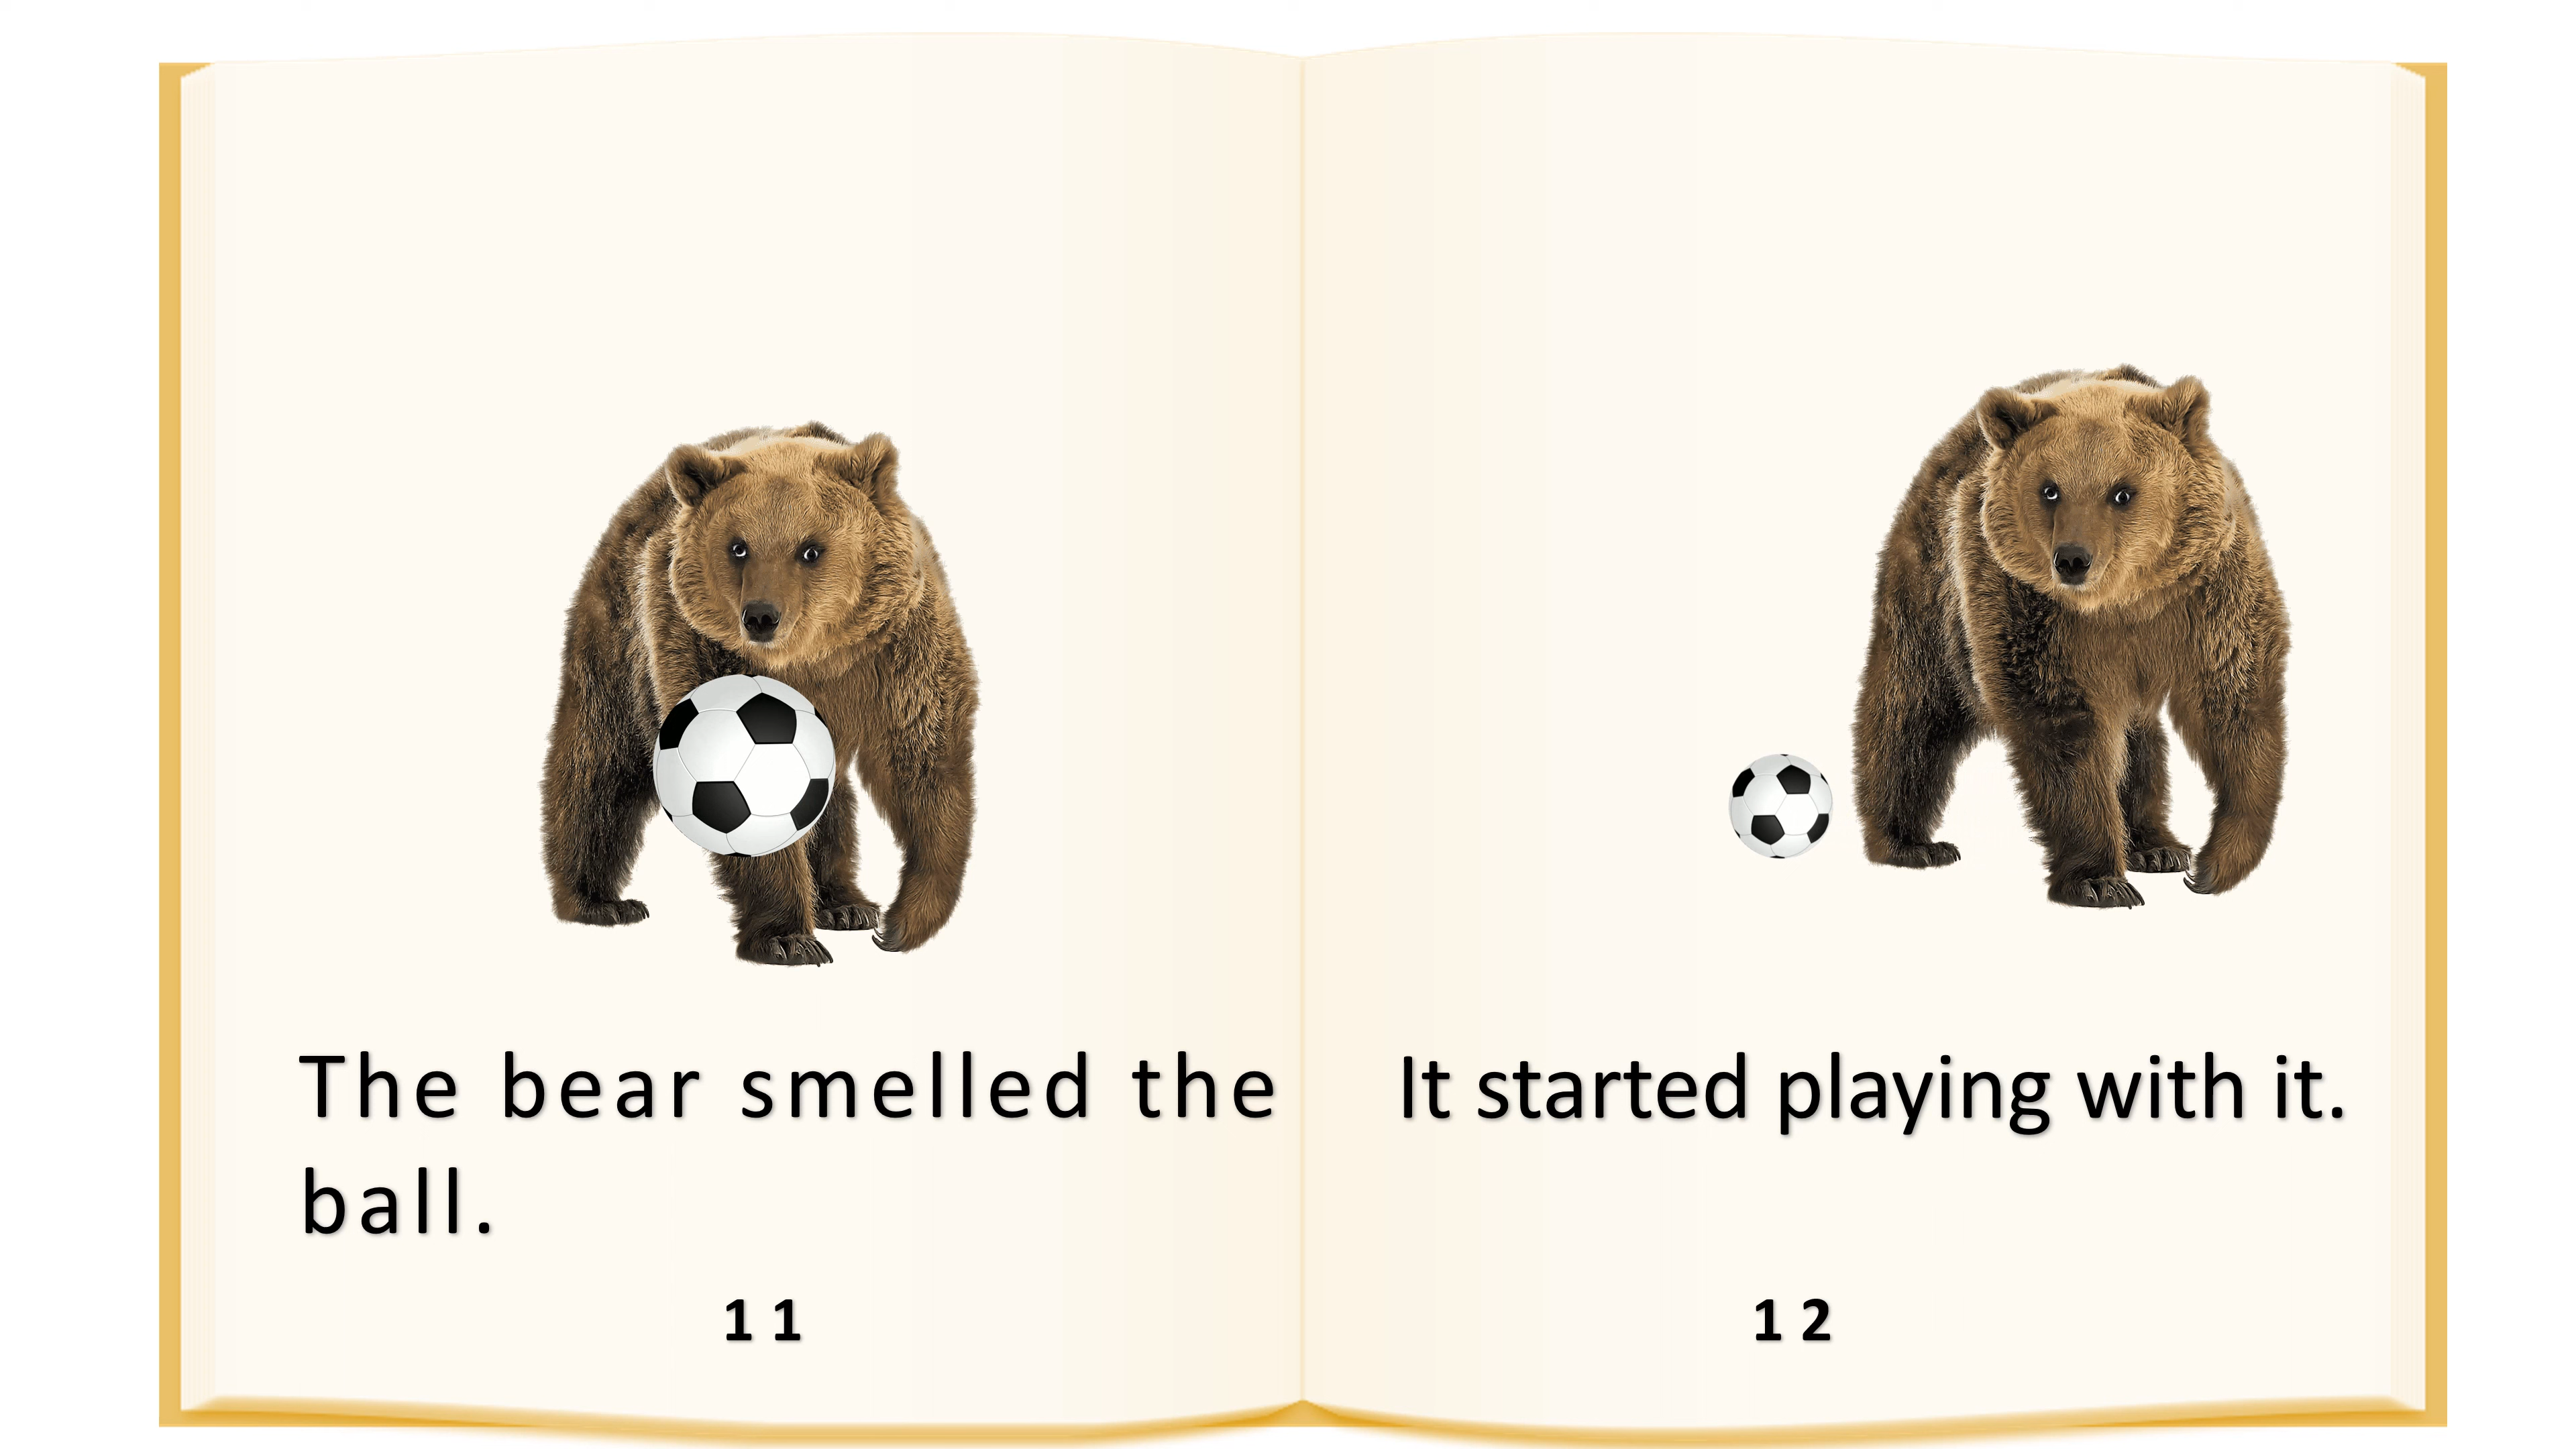 The bear smelled the
ball.
11
It started playing with it.
12